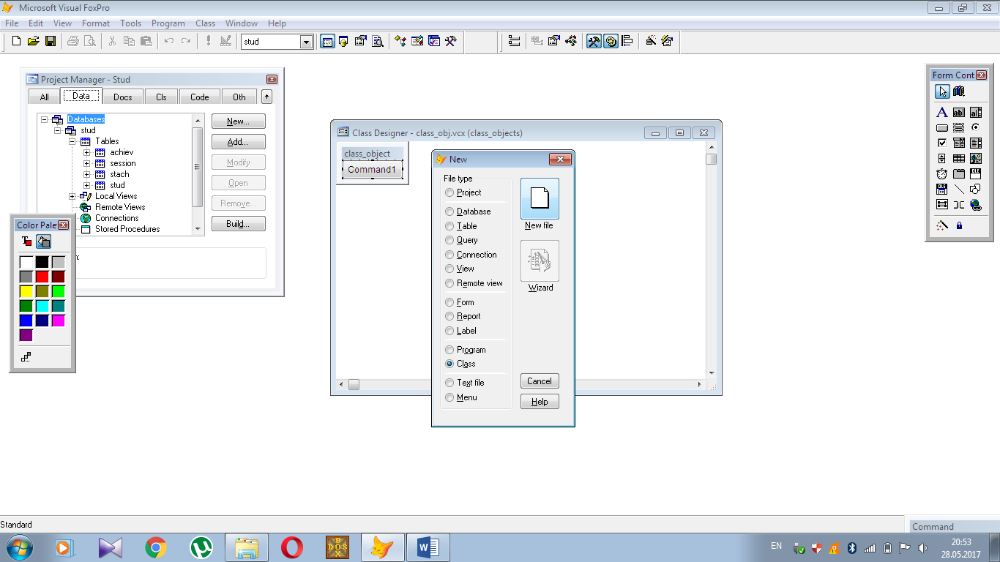 Microsoft Visual FoxPro
File Edit View Format Tools Program Class Window Help
stud
Project Manager - Stud
All Data Docs Cls Code Oth
Databases
stud
Tables
achiev
session
stach
stud
Local Views
Remote Views
Connections
Stored Procedures
New...
Add...
Modify
Open
Remove...
Build...
Color Palet
Class Designer - class_obj.vcx (class_objects)
class_object
Command1
New
File type
Project
Database
Table
Query
Connection
View
Remote view
Form
Report
Label
Program
Class
Text file
Menu
New file
Wizard
Cancel
Help
Form Cont
Standard
Command
BOX
DOS
EN
20:53
28.05.2017